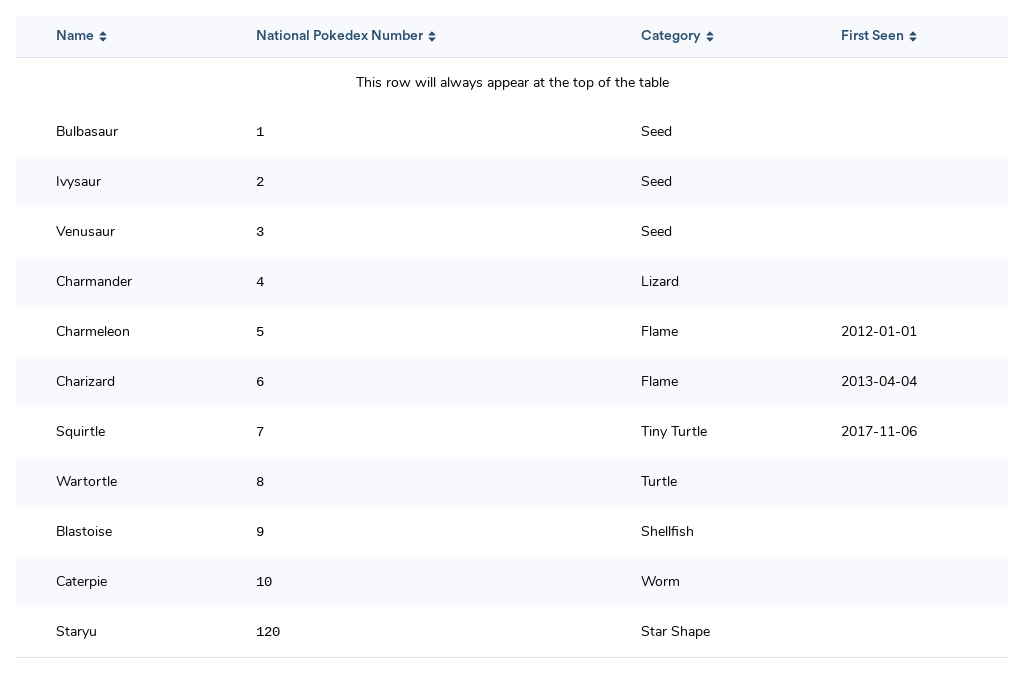 Name National Pokedex Number Category First Seen
This row will always appear at the top of the table
Bulbasaur 1 Seed
Ivysaur 2 Seed
Venusaur 3 Seed
Charmander 4 Lizard
Charmeleon 5 Flame 2012-01-01
Charizard 6 Flame 2013-04-04
Squirtle 7 Tiny Turtle 2017-11-06
Wartortle 8 Turtle
Blastoise 9 Shellfish
Caterpie 10 Worm
Staryu 120 Star Shape